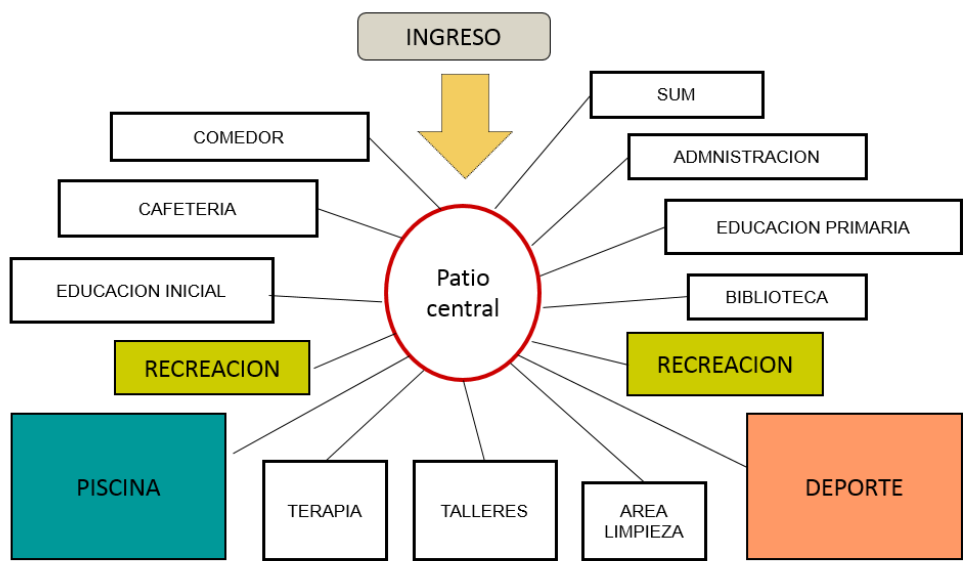 INGRESO
SUM
COMEDOR
ADMNISTRACION
CAFETERIA
EDUCACION PRIMARIA
EDUCACION INICIAL
Patio
central
BIBLIOTECA
RECREACION
RECREACION
PISCINA
TERAPIA
TALLERES
AREA
LIMPIEZA
DEPORTE